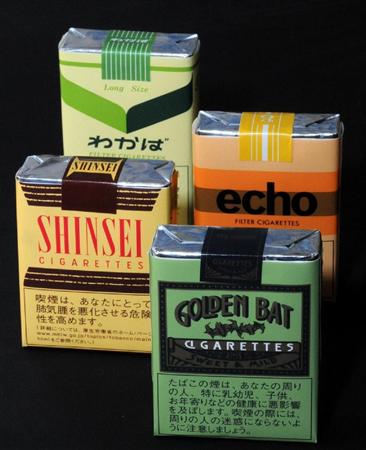 Long Size
わかば
FILTER CIGARETTES
echo
FILTER CIGARETTES
SHINSEI
SHINSEI
CIGARETTES
喫煙は、あなたにとって
肺気腫を悪化させる危険
性を高めます。
GOLDEN BAT
CIGARETTES
SWEET & MILD
たばこの煙は、あなたの周り
の人、特に乳幼児、子供、
お年寄りなどの健康に悪影響
を及ぼします。喫煙の際には、
周りの人の迷惑にならないよう
に注意しましょう。